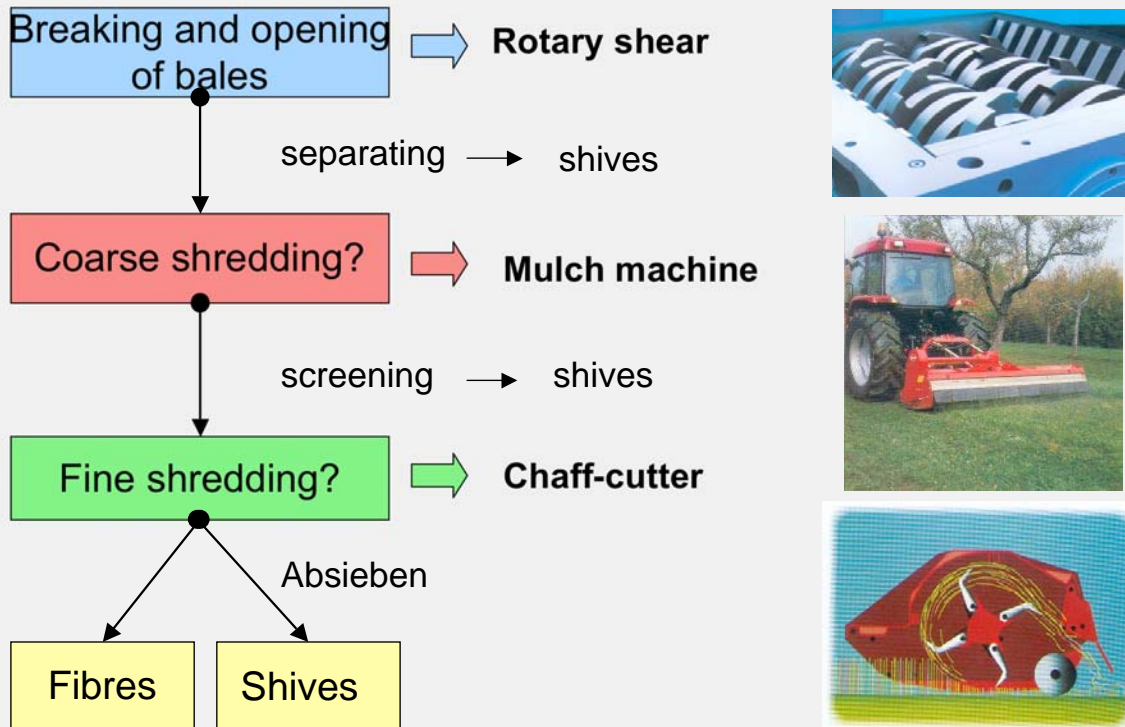 Breaking and opening
of bales
Rotary shear
separating
shives
Coarse shredding?
Mulch machine
screening
shives
Fine shredding?
Chaff-cutter
Absieben
Fibres
Shives